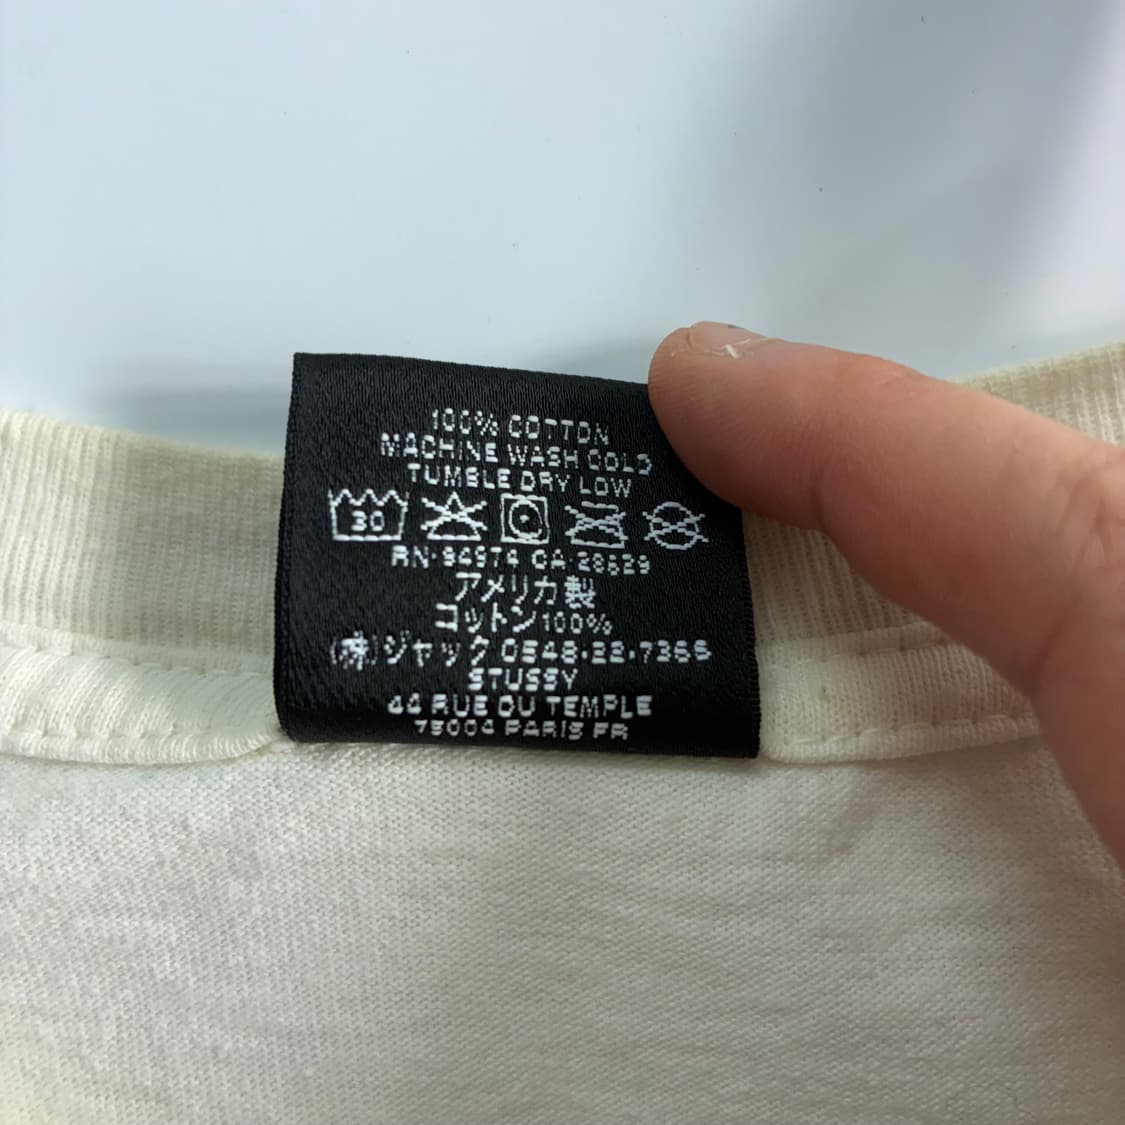 100% COTTON
MACHINE WASH COLD
TUMBLE DRY LOW
30
RN·94974 CA·28629
アメリカ製
コットン100%
(株)ジャック 0548·22·7366
STUSSY
44 RUE DU TEMPLE
75004 PARIS FR